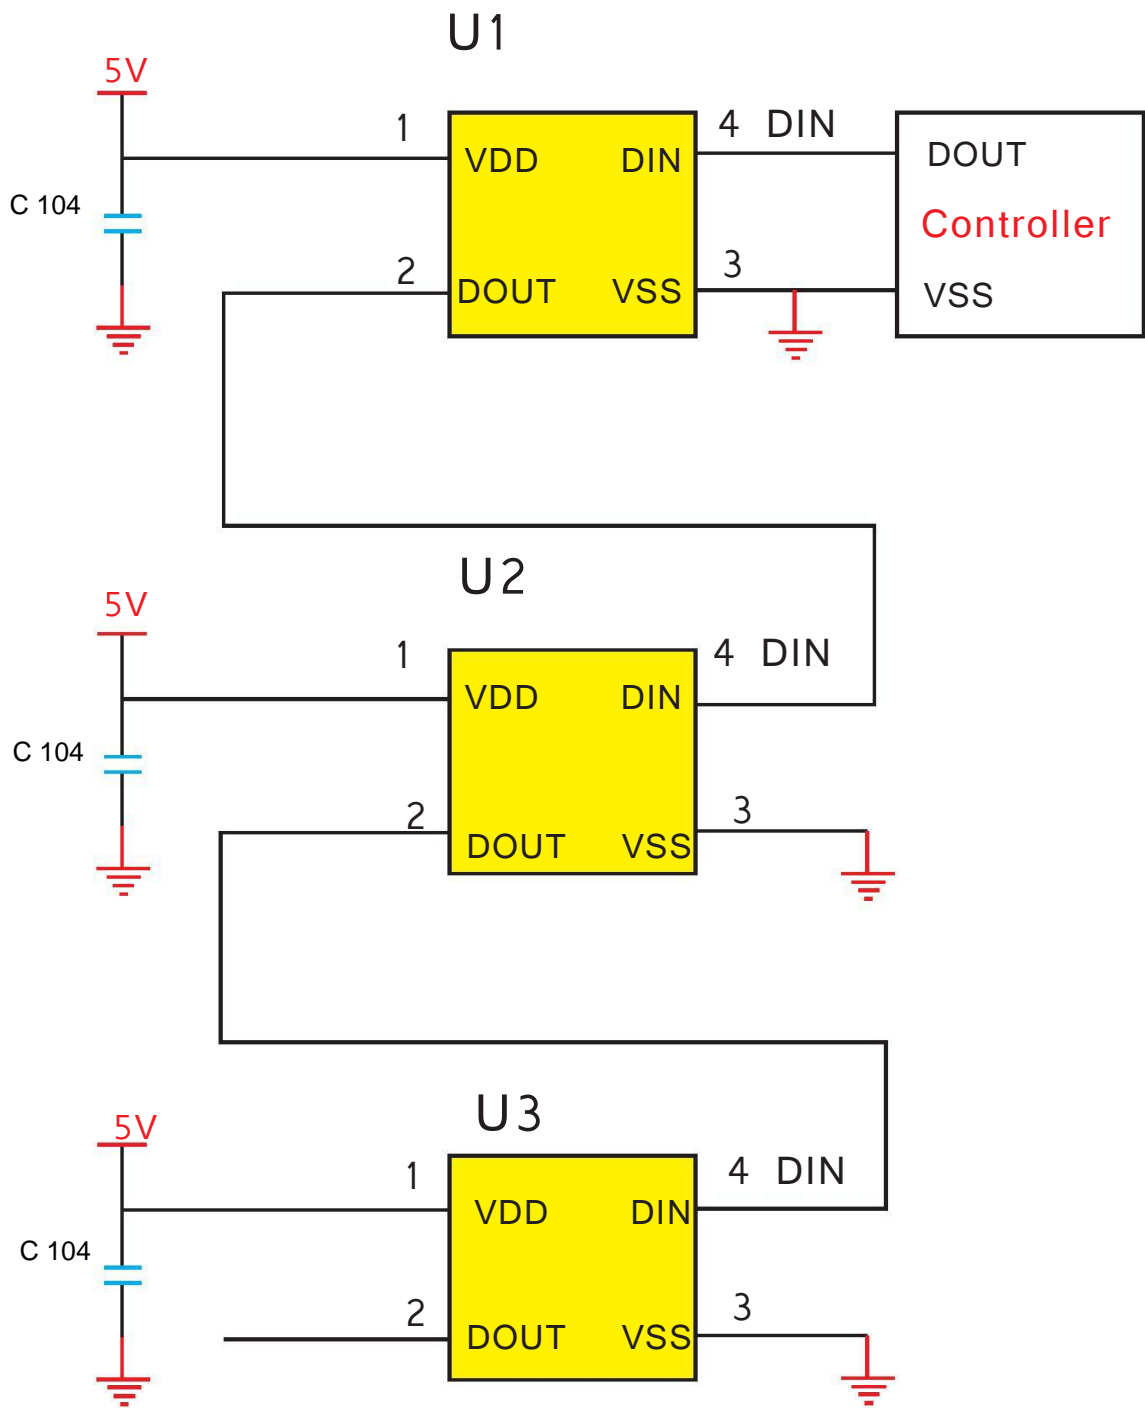 U1
5V
1
4 DIN
VDD
DIN
DOUT
C 104
Controller
2
3
DOUT
VSS
VSS
U2
5V
1
4 DIN
VDD
DIN
C 104
2
3
DOUT
VSS
U3
5V
1
4 DIN
VDD
DIN
C 104
2
3
DOUT
VSS